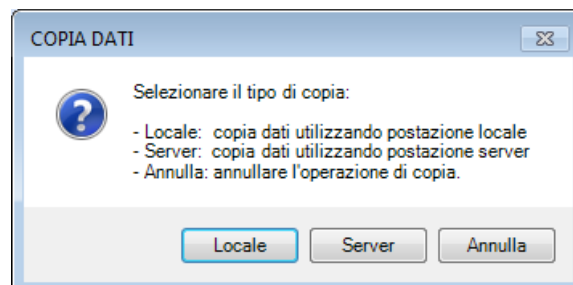 COPIA DATI
Selezionare il tipo di copia:
- Locale: copia dati utilizzando postazione locale
- Server: copia dati utilizzando postazione server
- Annulla: annullare l'operazione di copia.
Locale Server Annulla